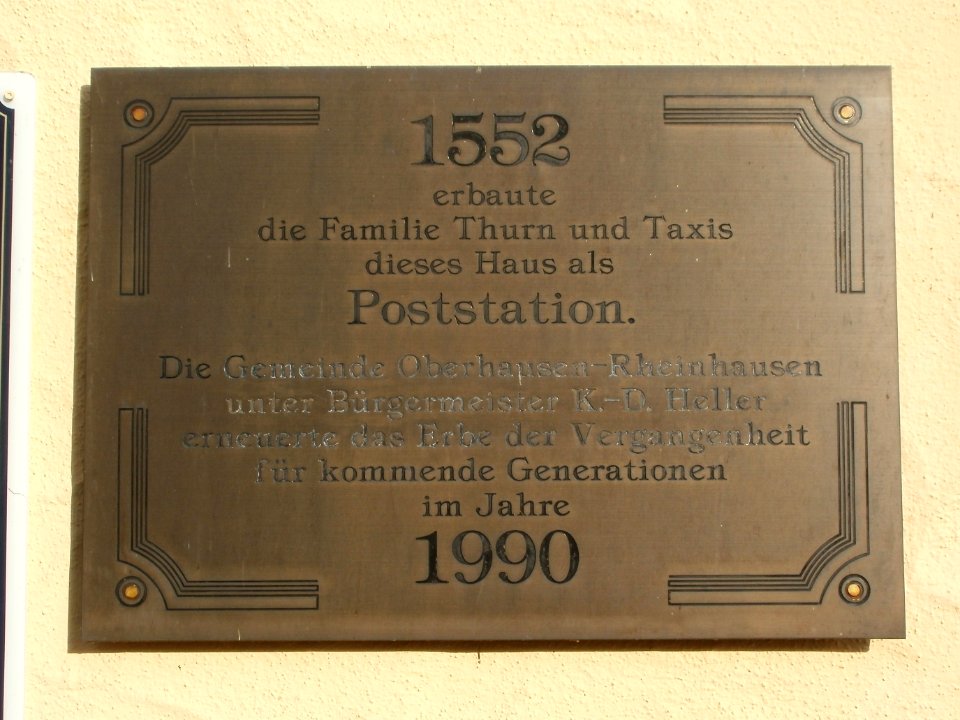 1552
erbaute
die Familie Thurn und Taxis
dieses Haus als
Poststation.
Die Gemeinde Oberhausen-Rheinhausen
unter Bürgermeister K.-D. Heller
erneuerte das Erbe der Vergangenheit
für kommende Generationen
im Jahre
1990